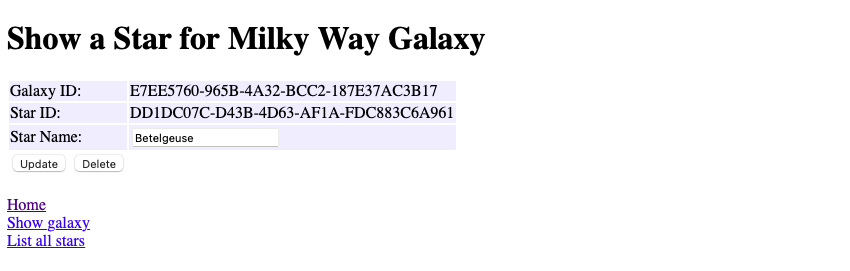 Show a Star for Milky Way Galaxy
Galaxy ID: E7EE5760-965B-4A32-BCC2-187E37AC3B17
Star ID: DD1DC07C-D43B-4D63-AF1A-FDC883C6A961
Star Name: Betelgeuse
Update Delete
Home
Show galaxy
List all stars